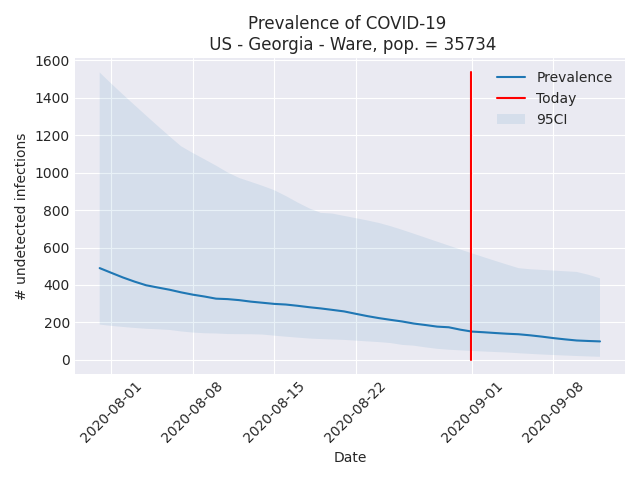 Prevalence of COVID-19
US - Georgia - Ware, pop. = 35734
1600
1400
1200
1000
800
600
400
200
0
# undetected infections
Prevalence
Today
95CI
2020-08-01
2020-08-08
2020-08-15
2020-08-22
2020-09-01
2020-09-08
Date